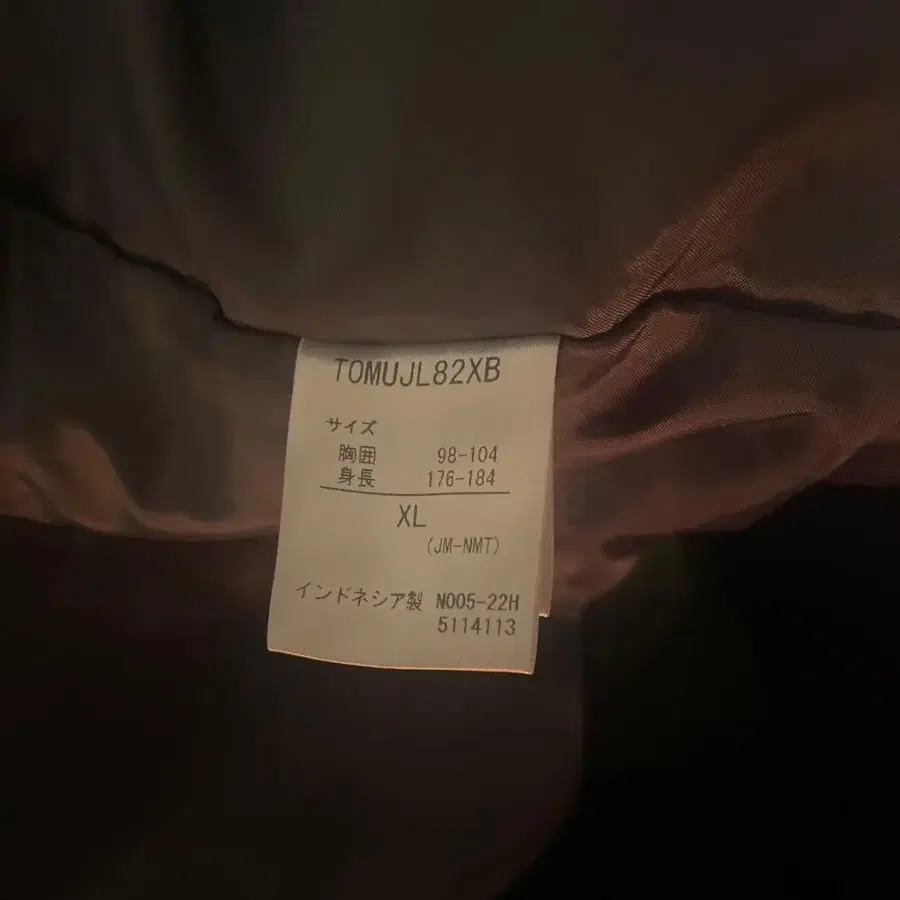 TOMUJL82XB
サイズ
胸囲 98-104
身長 176-184
XL
(JM-NMT)
インドネシア製 N005-22H
5114113